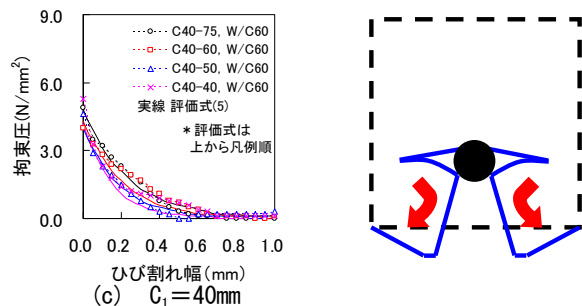 9.0
6.0
3.0
0.0
拘束圧(N/mm²)
C40-75, W/C60
C40-60, W/C60
C40-50, W/C60
C40-40, W/C60
実線 評価式(5)
＊評価式は
上から凡例順
0.0 0.2 0.4 0.6 0.8 1.0
ひび割れ幅(mm)
(c) C₁＝40mm